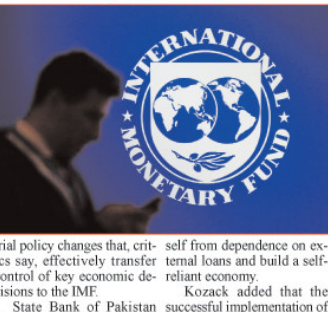 INTERNATIONAL
MONETARY FUND
rial policy changes that, crit-
cs say, effectively transfer
control of key economic de-
isions to the IMF.
State Bank of Pakistan
self from dependence on ex-
ternal loans and build a self-
reliant economy.
Kozack added that the
successful implementation of